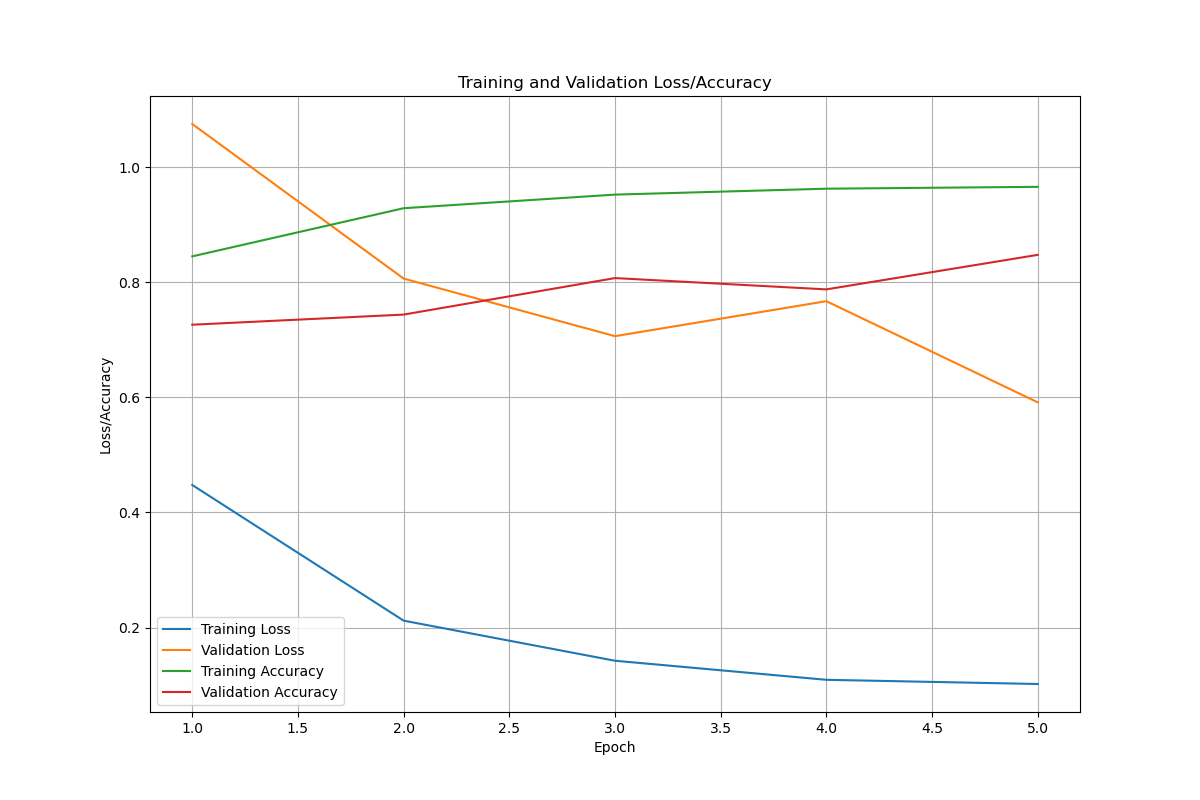 Training and Validation Loss/Accuracy
Loss/Accuracy
1.0
0.8
0.6
0.4
0.2
Training Loss
Validation Loss
Training Accuracy
Validation Accuracy
1.0 1.5 2.0 2.5 3.0 3.5 4.0 4.5 5.0
Epoch